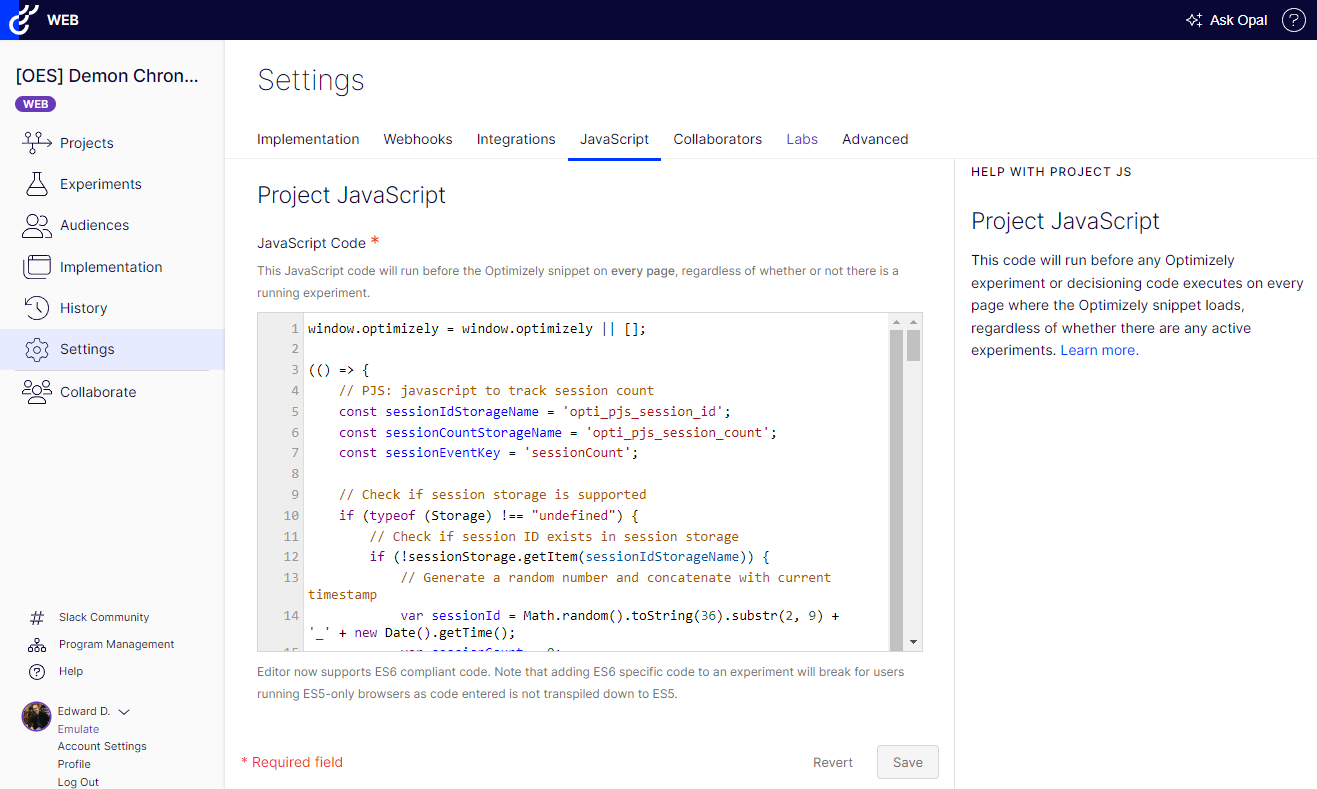 WEB
Ask Opal
?
[OES] Demon Chron...
WEB
Projects
Experiments
Audiences
Implementation
History
Settings
Collaborate
Slack Community
Program Management
Help
Edward D.
Emulate
Account Settings
Profile
Log Out
Settings
Implementation Webhooks Integrations JavaScript Collaborators Labs Advanced
Project JavaScript
JavaScript Code *
This JavaScript code will run before the Optimizely snippet on every page, regardless of whether or not there is a
running experiment.
1 window.optimizely = window.optimizely || [];
2
3 (() => {
4 // PJS: javascript to track session count
5 const sessionIdStorageName = 'opti_pjs_session_id';
6 const sessionCountStorageName = 'opti_pjs_session_count';
7 const sessionEventKey = 'sessionCount';
8
9 // Check if session storage is supported
10 if (typeof (Storage) !== "undefined") {
11 // Check if session ID exists in session storage
12 if (!sessionStorage.getItem(sessionIdStorageName)) {
13 // Generate a random number and concatenate with current
timestamp
14 var sessionId = Math.random().toString(36).substr(2, 9) +
'_' + new Date().getTime();
Editor now supports ES6 compliant code. Note that adding ES6 specific code to an experiment will break for users
running ES5-only browsers as code entered is not transpiled down to ES5.
* Required field
Revert
Save
HELP WITH PROJECT JS
Project JavaScript
This code will run before any Optimizely
experiment or decisioning code executes on every
page where the Optimizely snippet loads,
regardless of whether there are any active
experiments. Learn more.